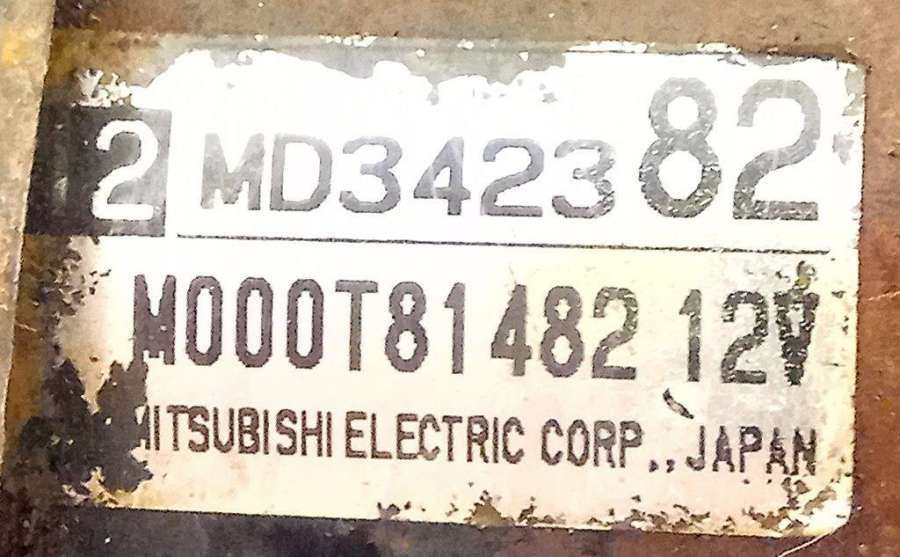 2 MD342382
M000T81482 12V
MITSUBISHI ELECTRIC CORP., JAPAN